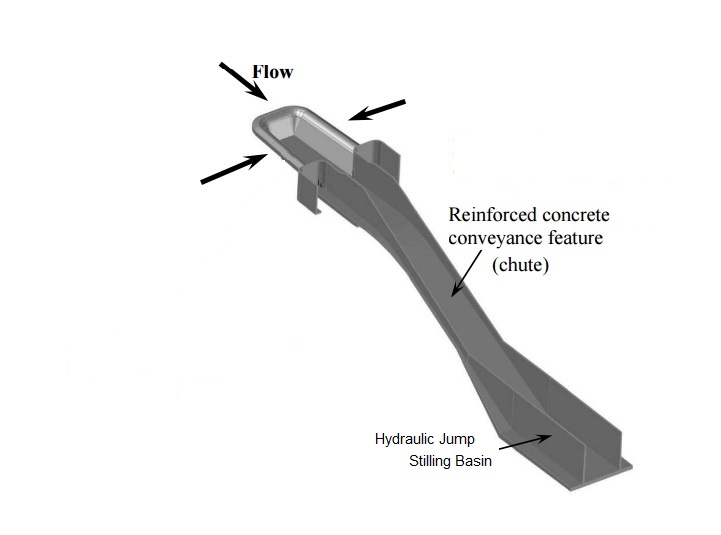 Flow
Reinforced concrete
conveyance feature
(chute)
Hydraulic Jump
Stilling Basin